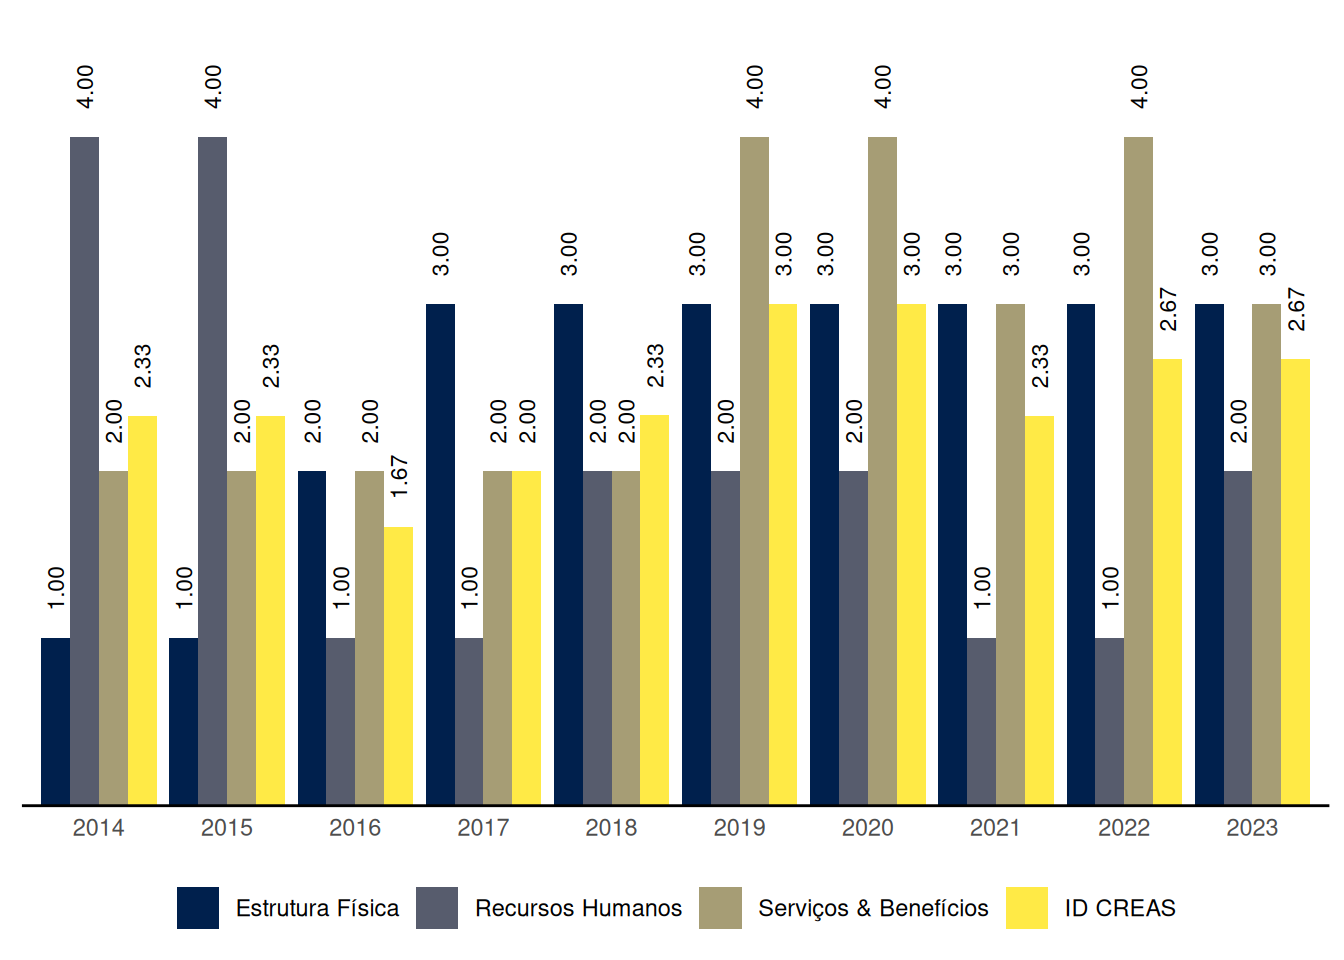 4.00 4.00 4.00 4.00 4.00
3.00 3.00 3.00 3.00 3.00 3.00 3.00 3.00 3.00 3.00 3.00
2.67 2.67
2.33 2.33 2.33 2.33
2.00 2.00 2.00 2.00 2.00 2.00 2.00 2.00 2.00 2.00 2.00
1.67
1.00 1.00 1.00 1.00 1.00 1.00
2014 2015 2016 2017 2018 2019 2020 2021 2022 2023
Estrutura Física Recursos Humanos Serviços & Benefícios ID CREAS